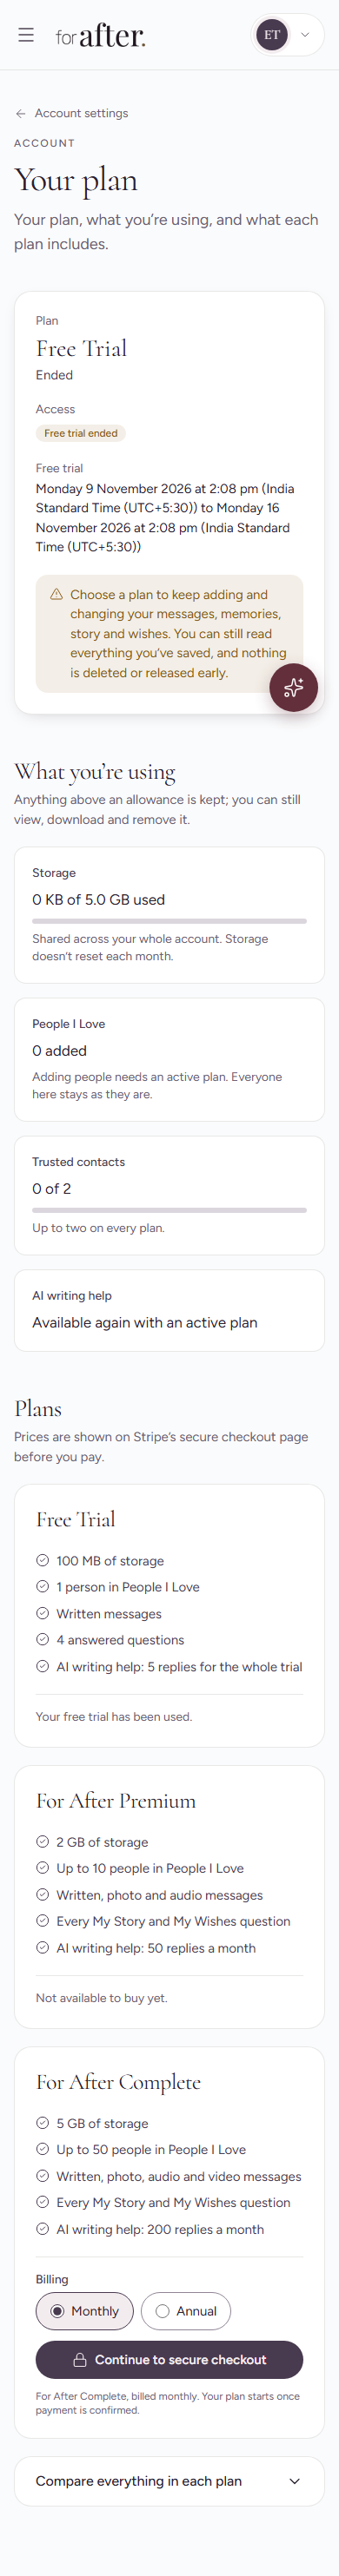 for after.
ET
Account settings
ACCOUNT
Your plan
Your plan, what you’re using, and what each
plan includes.
Plan
Free Trial
Ended
Access
Free trial ended
Free trial
Monday 9 November 2026 at 2:08 pm (India
Standard Time (UTC+5:30)) to Monday 16
November 2026 at 2:08 pm (India Standard
Time (UTC+5:30))
Choose a plan to keep adding and
changing your messages, memories,
story and wishes. You can still read
everything you’ve saved, and nothing
is deleted or released early.
What you’re using
Anything above an allowance is kept; you can still
view, download and remove it.
Storage
0 KB of 5.0 GB used
Shared across your whole account. Storage
doesn’t reset each month.
People I Love
0 added
Adding people needs an active plan. Everyone
here stays as they are.
Trusted contacts
0 of 2
Up to two on every plan.
AI writing help
Available again with an active plan
Plans
Prices are shown on Stripe’s secure checkout page
before you pay.
Free Trial
100 MB of storage
1 person in People I Love
Written messages
4 answered questions
AI writing help: 5 replies for the whole trial
Your free trial has been used.
For After Premium
2 GB of storage
Up to 10 people in People I Love
Written, photo and audio messages
Every My Story and My Wishes question
AI writing help: 50 replies a month
Not available to buy yet.
For After Complete
5 GB of storage
Up to 50 people in People I Love
Written, photo, audio and video messages
Every My Story and My Wishes question
AI writing help: 200 replies a month
Billing
Monthly
Annual
Continue to secure checkout
For After Complete, billed monthly. Your plan starts once
payment is confirmed.
Compare everything in each plan